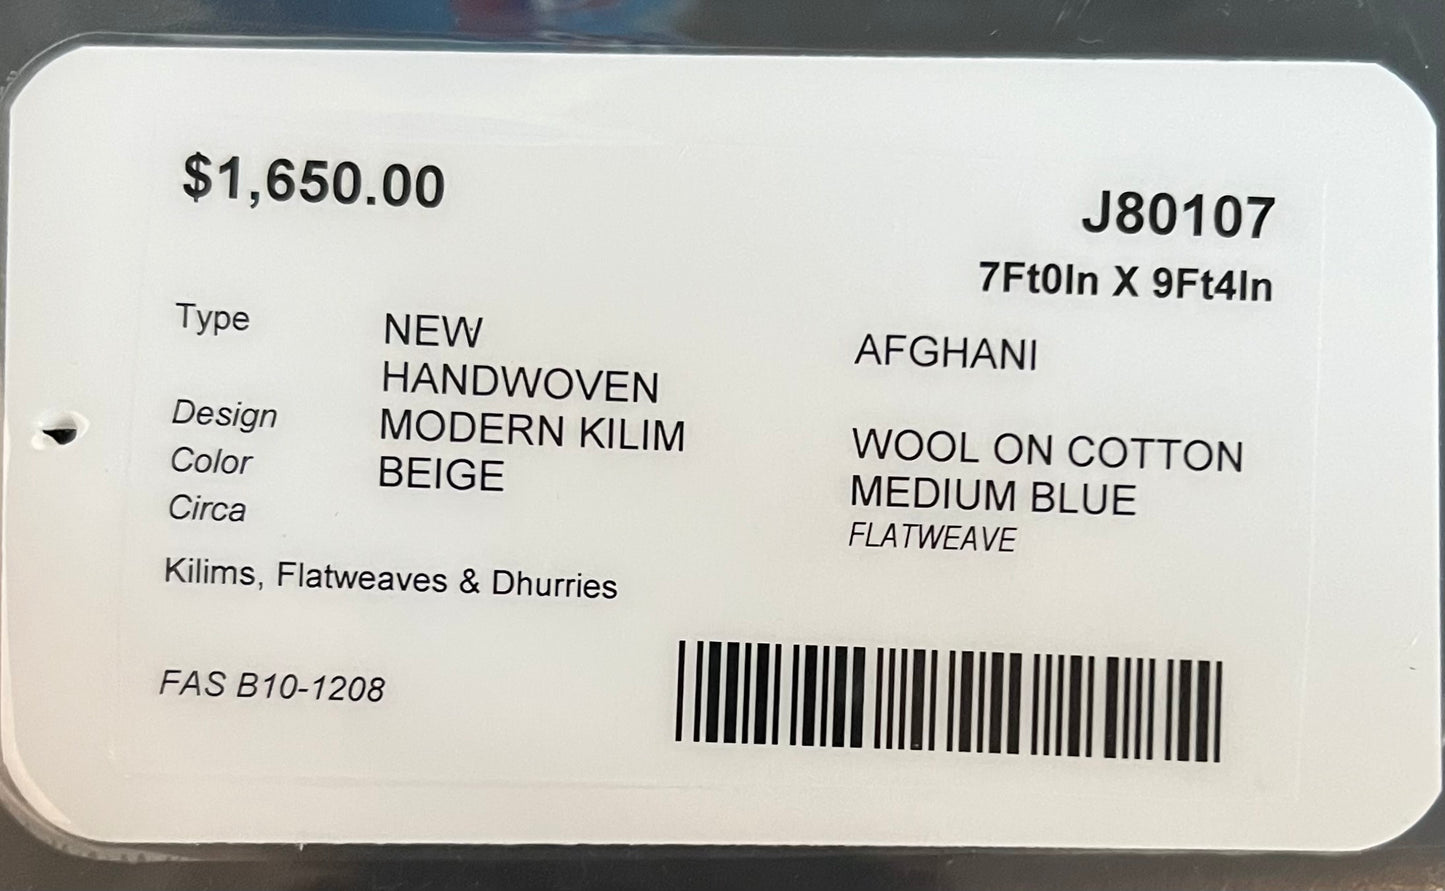 $1,650.00
J80107
7Ft0In X 9Ft4In
Type NEW HANDWOVEN AFGHANI
Design MODERN KILIM WOOL ON COTTON
Color BEIGE MEDIUM BLUE
Circa FLATWEAVE
Kilims, Flatweaves & Dhurries
FAS B10-1208